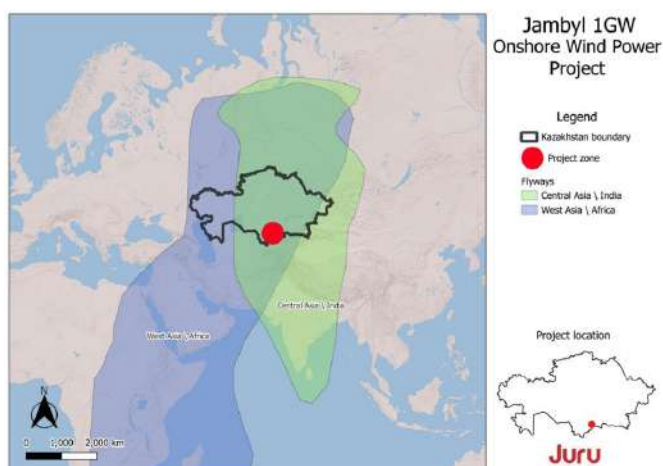 Jambyl 1GW
Onshore Wind Power
Project
Legend
Kazakhstan boundary
Project zone
Flyways
Central Asia \ India
West Asia \ Africa
Central Asia \ India
West Asia \ Africa
N
0 1,000 2,000 km
Project location
Juru